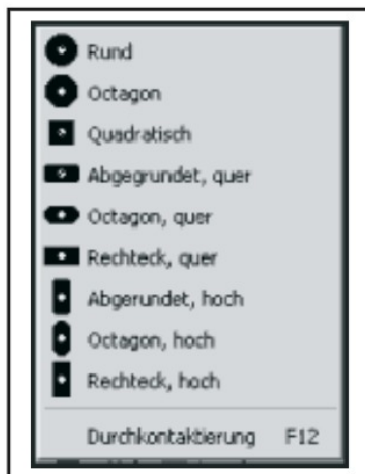 Rund
Octagon
Quadratisch
Abgegrundet, quer
Octagon, quer
Rechteck, quer
Abgerundet, hoch
Octagon, hoch
Rechteck, hoch
Durchkontaktierung F12